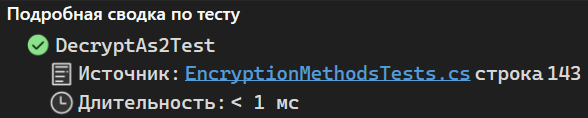 Подробная сводка по тесту
DecryptAs2Test
Источник: EncryptionMethodsTests.cs строка 143
Длительность: < 1 мс